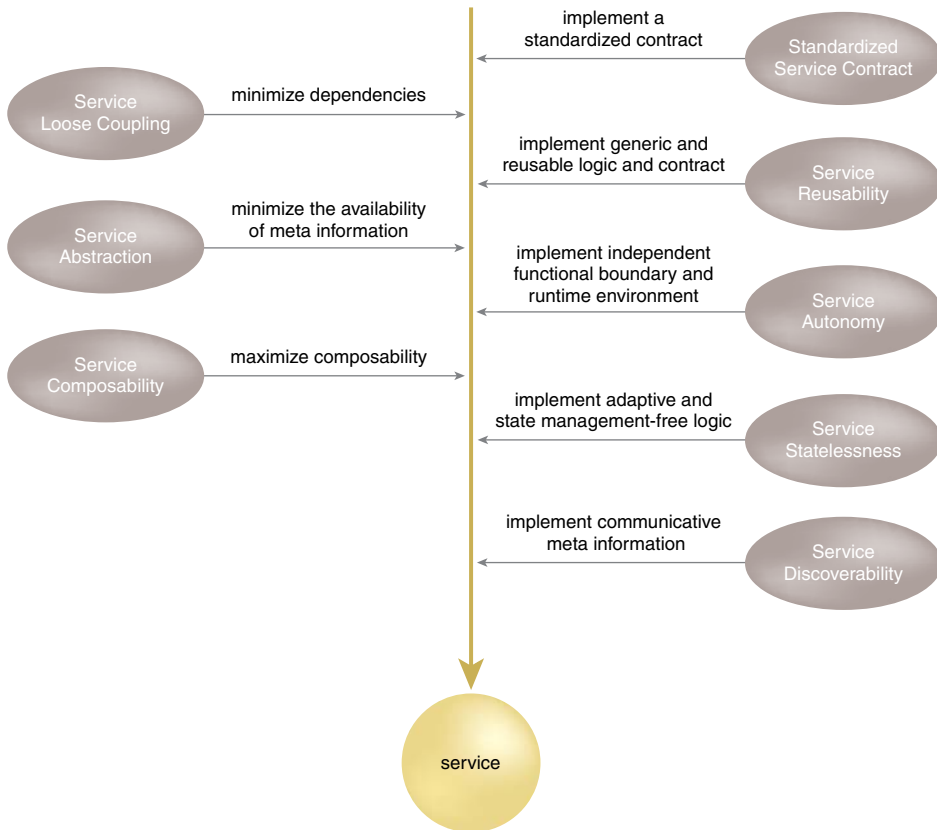 implement a
standardized contract
Standardized
Service Contract
Service
Loose Coupling
minimize dependencies
implement generic and
reusable logic and contract
Service
Reusability
Service
Abstraction
minimize the availability
of meta information
implement independent
functional boundary and
runtime environment
Service
Autonomy
Service
Composability
maximize composability
implement adaptive and
state management-free logic
Service
Statelessness
implement communicative
meta information
Service
Discoverability
service